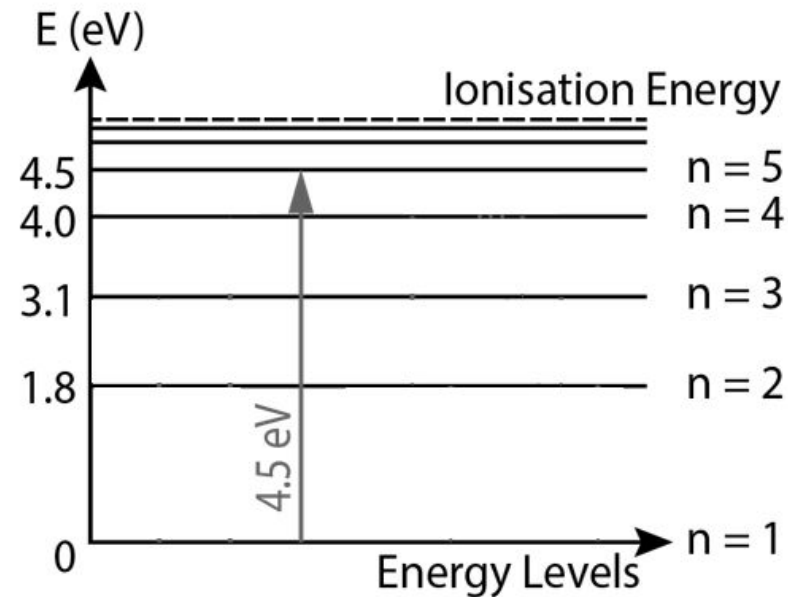 E (eV)
Ionisation Energy
4.5
n = 5
4.0
n = 4
3.1
n = 3
1.8
n = 2
4.5 eV
0
n = 1
Energy Levels